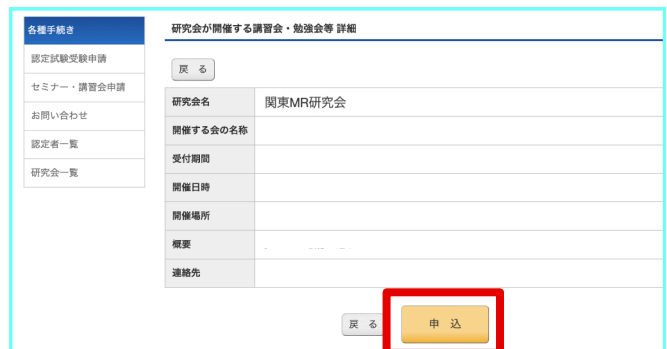 各種手続き
認定試験受験申請
セミナー・講習会申請
お問い合わせ
認定者一覧
研究会一覧
研究会が開催する講習会・勉強会等 詳細
戻 る
研究会名 関東MR研究会
開催する会の名称
受付期間
開催日時
開催場所
概要
連絡先
戻 る 申 込